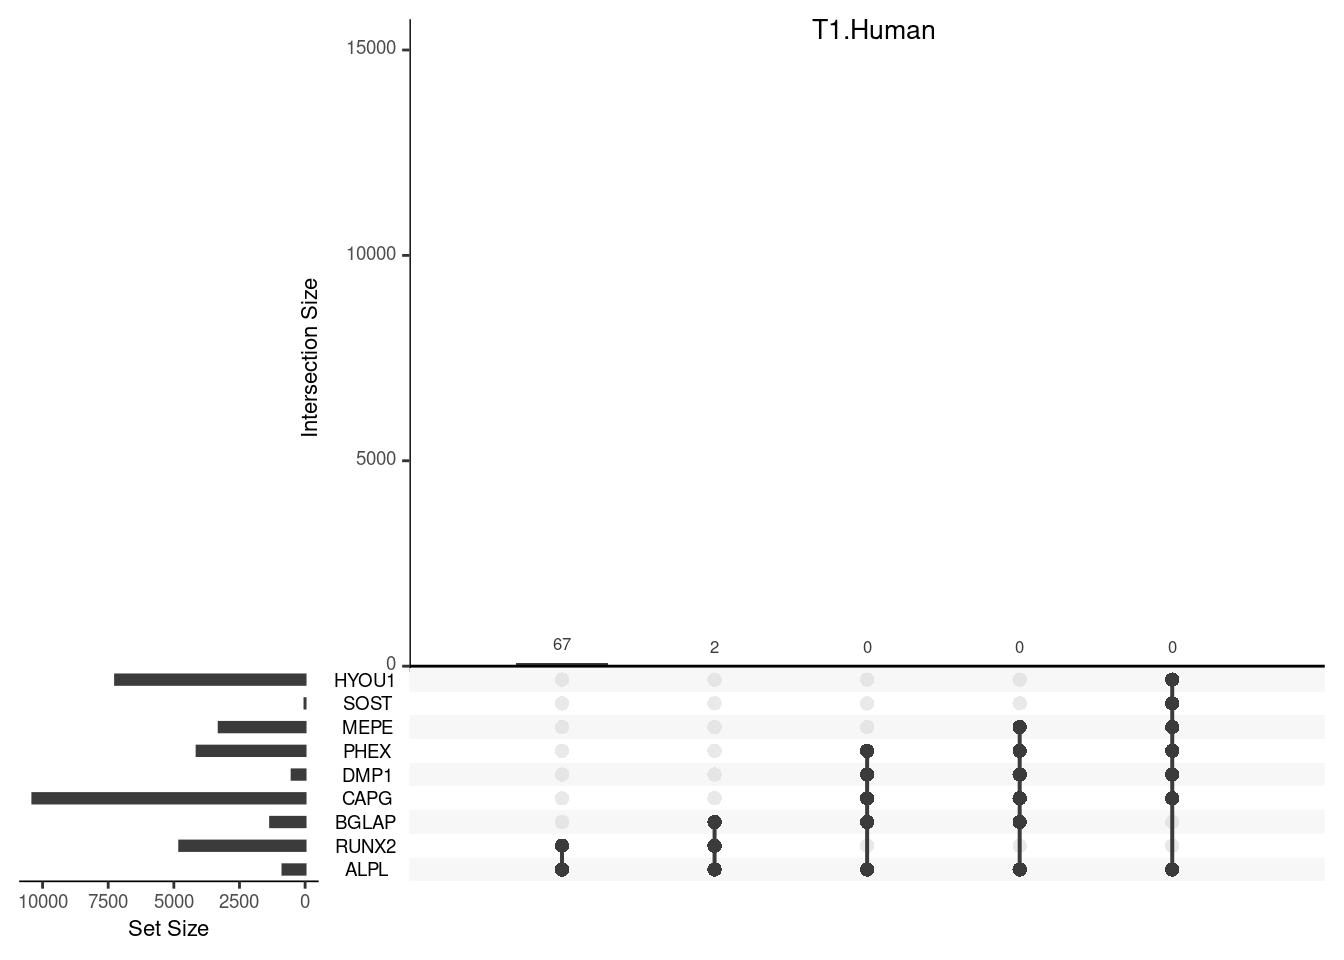 T1.Human
15000
10000
5000
0
Intersection Size
67
2
0
0
0
HYOU1
SOST
MEPE
PHEX
DMP1
CAPG
BGLAP
RUNX2
ALPL
10000 7500 5000 2500 0
Set Size